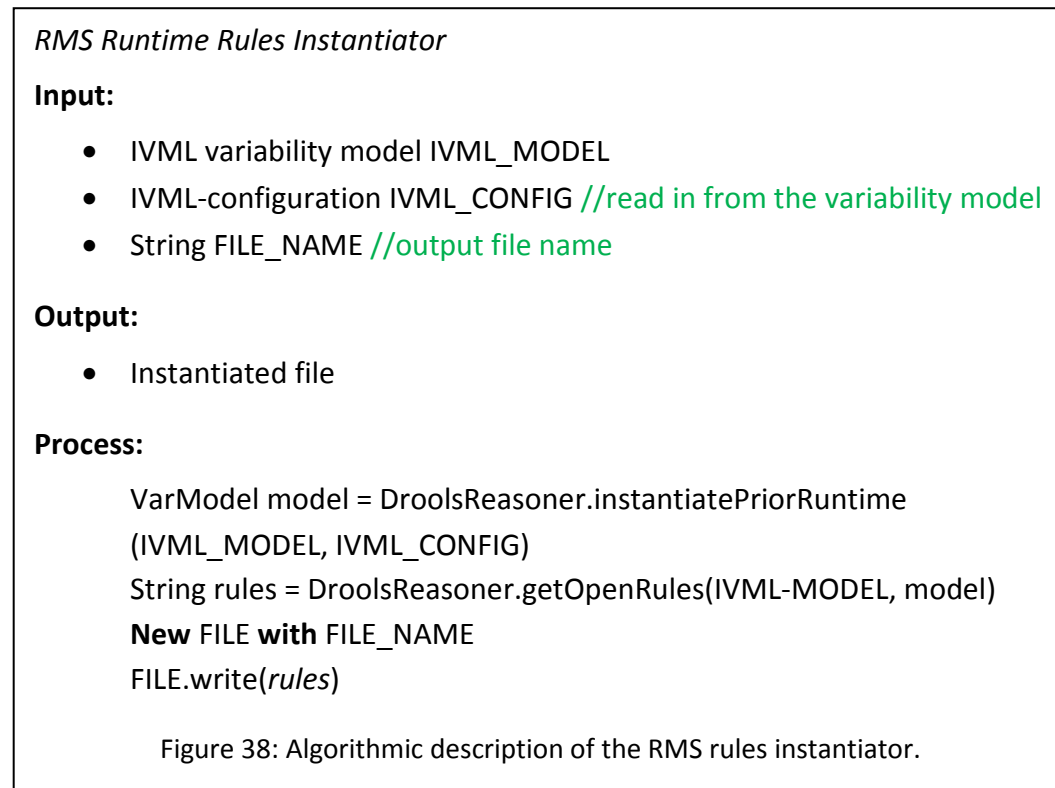 RMS Runtime Rules Instantiator
Input:
• IVML variability model IVML_MODEL
• IVML-configuration IVML_CONFIG //read in from the variability model
• String FILE_NAME //output file name
Output:
• Instantiated file
Process:
VarModel model = DroolsReasoner.instantiatePriorRuntime
(IVML_MODEL, IVML_CONFIG)
String rules = DroolsReasoner.getOpenRules(IVML-MODEL, model)
New FILE with FILE_NAME
FILE.write(rules)
Figure 38: Algorithmic description of the RMS rules instantiator.